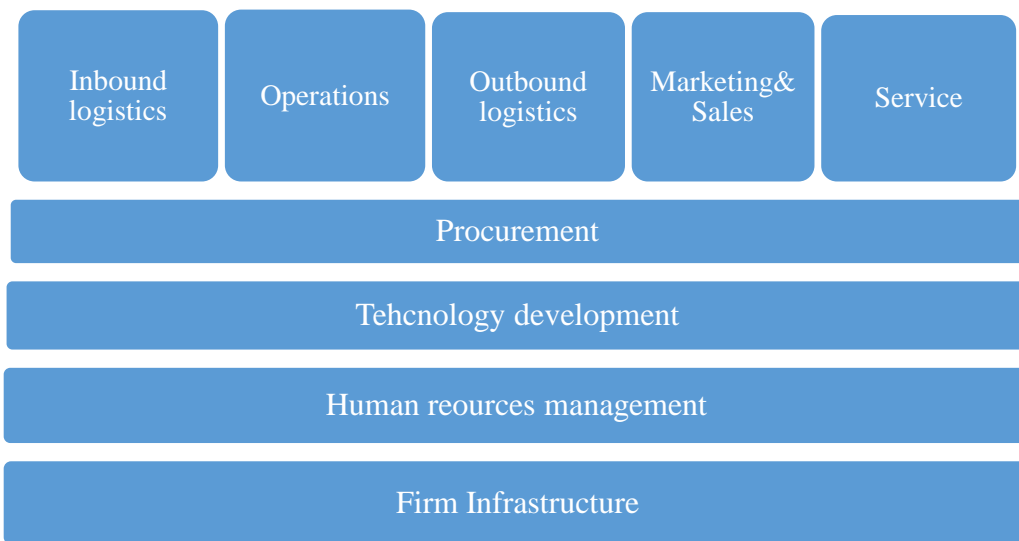 Inbound
logistics
Operations
Outbound
logistics
Marketing&
Sales
Service
Procurement
Tehcnology development
Human reources management
Firm Infrastructure